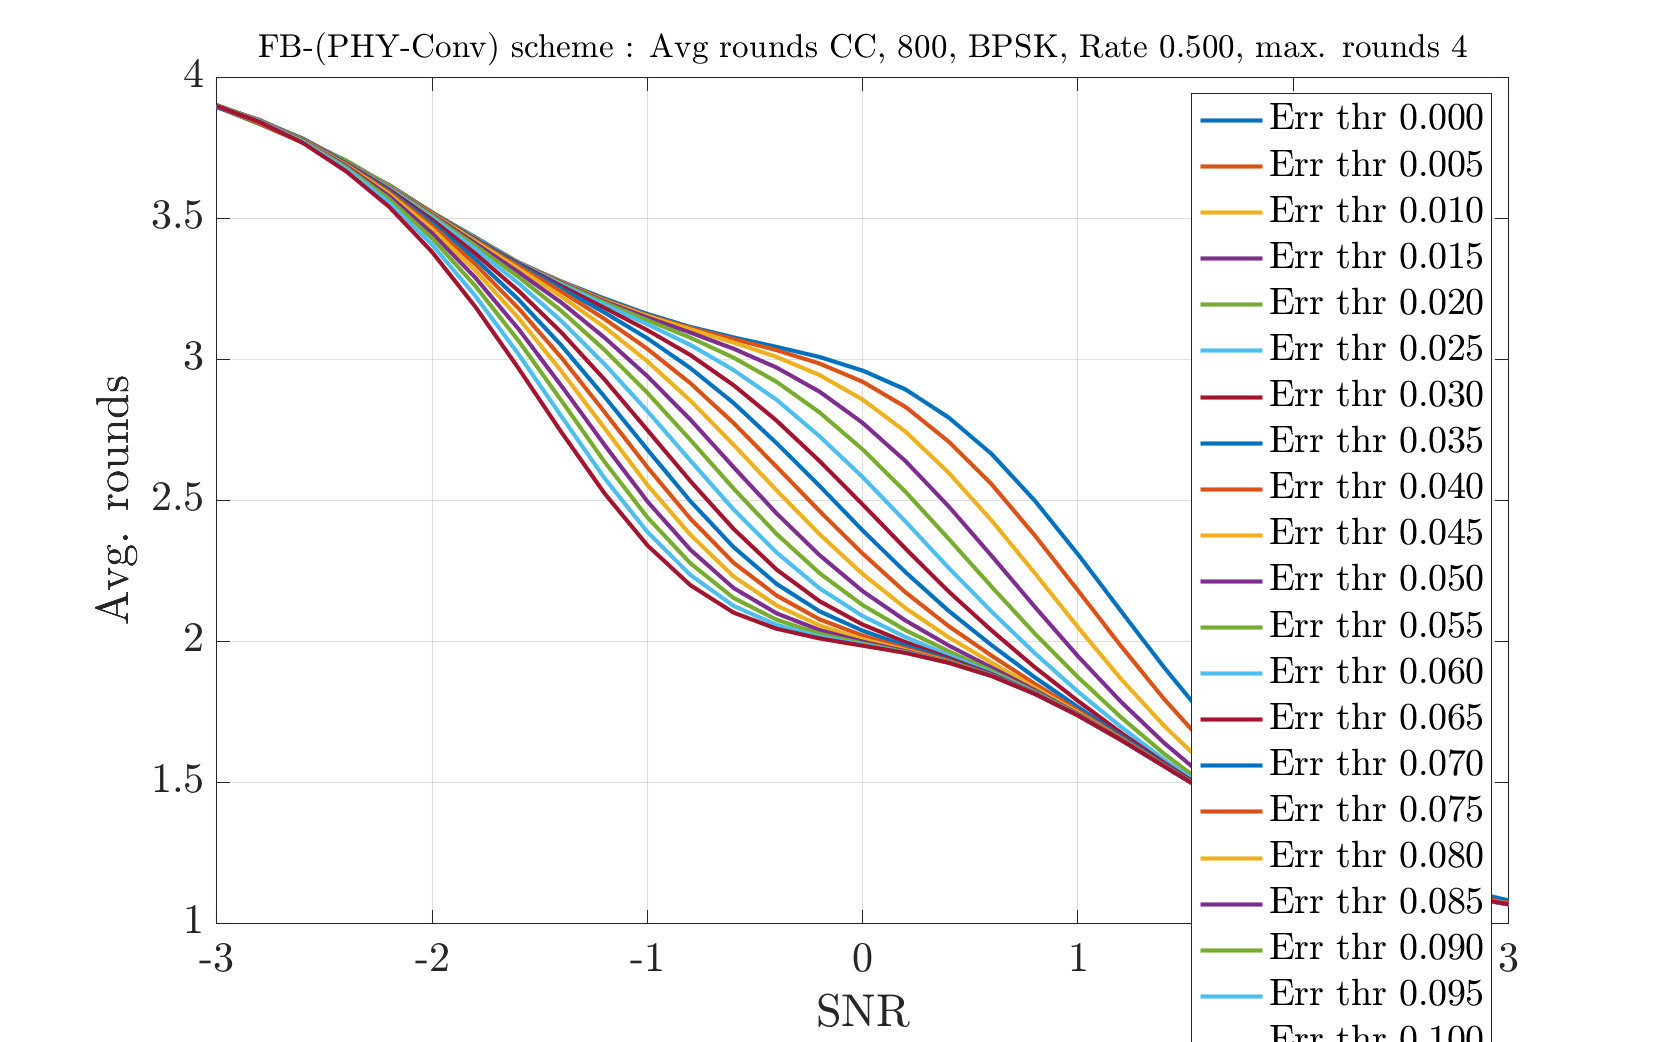 FB-(PHY-Conv) scheme : Avg rounds CC, 800, BPSK, Rate 0.500, max. rounds 4
4
3.5
3
2.5
2
1.5
1
Avg. rounds
-3 -2 -1 0 1 3
SNR
Err thr 0.000
Err thr 0.005
Err thr 0.010
Err thr 0.015
Err thr 0.020
Err thr 0.025
Err thr 0.030
Err thr 0.035
Err thr 0.040
Err thr 0.045
Err thr 0.050
Err thr 0.055
Err thr 0.060
Err thr 0.065
Err thr 0.070
Err thr 0.075
Err thr 0.080
Err thr 0.085
Err thr 0.090
Err thr 0.095
Err thr 0.100